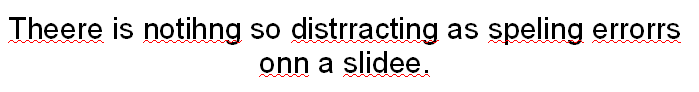 Theere is notihng so distrracting as speling errorrs
onn a slidee.